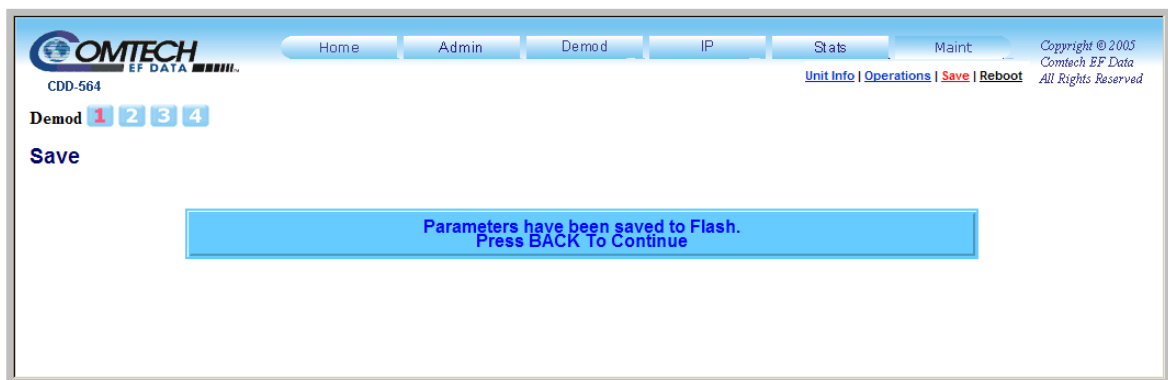 COMTECH
EF DATA
CDD-564
Home Admin Demod IP Stats Maint
Unit Info | Operations | Save | Reboot
Copyright © 2005
Comtech EF Data
All Rights Reserved
Demod 1 2 3 4
Save
Parameters have been saved to Flash.
Press BACK To Continue